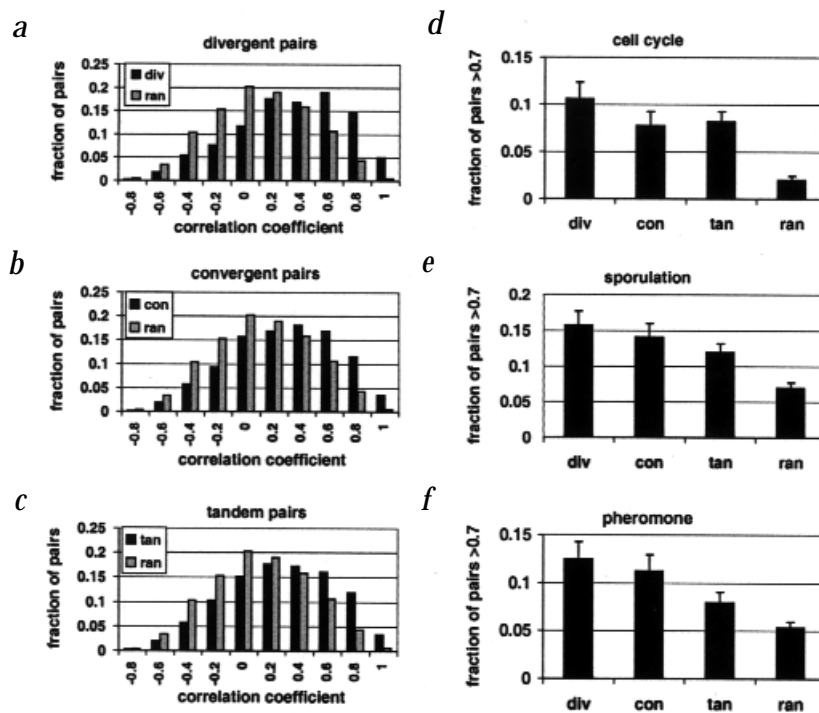 a
divergent pairs
fraction of pairs
0.25
0.2
0.15
0.1
0.05
0
div
ran
-0.8
-0.6
-0.4
-0.2
0
0.2
0.4
0.6
0.8
1
correlation coefficient
b
convergent pairs
fraction of pairs
0.25
0.2
0.15
0.1
0.05
0
con
ran
-0.8
-0.6
-0.4
-0.2
0
0.2
0.4
0.6
0.8
1
correlation coefficient
c
tandem pairs
fraction of pairs
0.25
0.2
0.15
0.1
0.05
0
tan
ran
-0.8
-0.6
-0.4
-0.2
0
0.2
0.4
0.6
0.8
1
correlation coefficient
d
cell cycle
fraction of pairs >0.7
0.15
0.1
0.05
0
div con tan ran
e
sporulation
fraction of pairs >0.7
0.2
0.15
0.1
0.05
0
div con tan ran
f
pheromone
fraction of pairs >0.7
0.15
0.1
0.05
0
div con tan ran